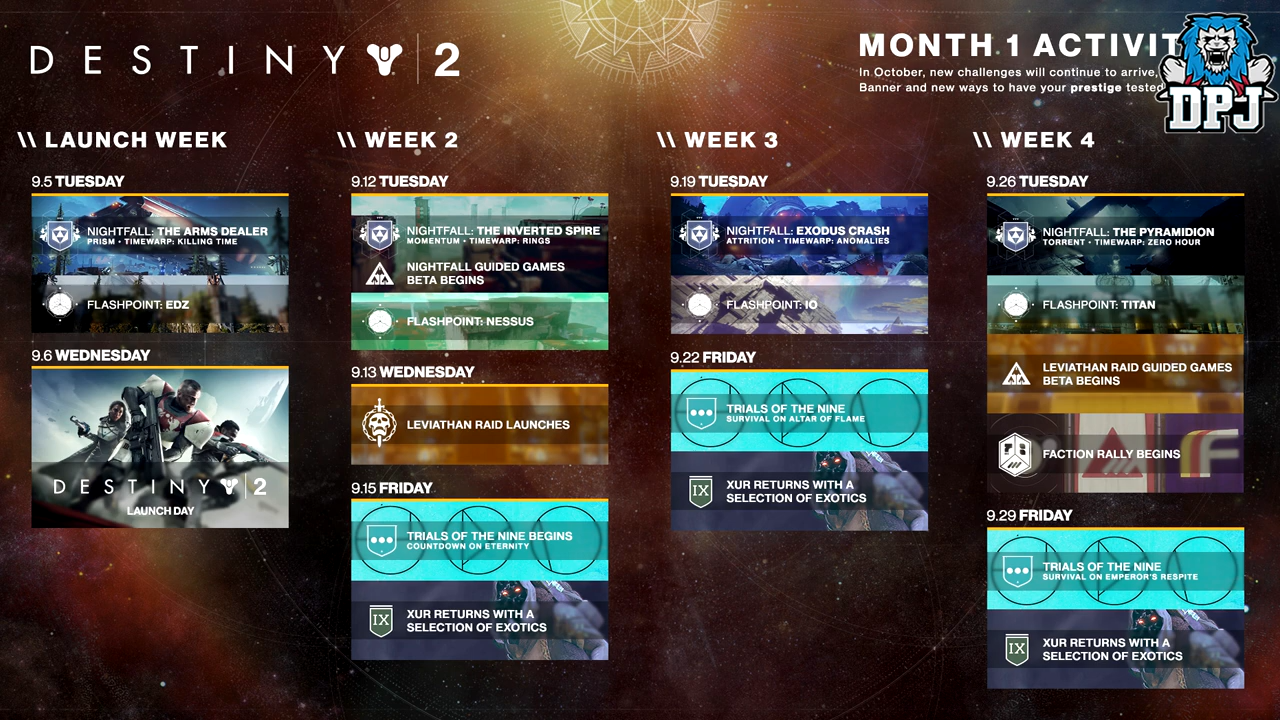 DESTINY 2
MONTH 1 ACTIVIT
In October, new challenges will continue to arrive,
Banner and new ways to have your prestige tested
DPJ
\\ LAUNCH WEEK
9.5 TUESDAY
NIGHTFALL: THE ARMS DEALER
PRISM • TIMEWARP: KILLING TIME
FLASHPOINT: EDZ
9.6 WEDNESDAY
DESTINY 2
LAUNCH DAY
\\ WEEK 2
9.12 TUESDAY
NIGHTFALL: THE INVERTED SPIRE
MOMENTUM • TIMEWARP: RINGS
NIGHTFALL GUIDED GAMES
BETA BEGINS
FLASHPOINT: NESSUS
9.13 WEDNESDAY
LEVIATHAN RAID LAUNCHES
9.15 FRIDAY
TRIALS OF THE NINE BEGINS
COUNTDOWN ON ETERNITY
IX
XUR RETURNS WITH A
SELECTION OF EXOTICS
\\ WEEK 3
9.19 TUESDAY
NIGHTFALL: EXODUS CRASH
ATTRITION • TIMEWARP: ANOMALIES
FLASHPOINT: IO
9.22 FRIDAY
TRIALS OF THE NINE
SURVIVAL ON ALTAR OF FLAME
IX
XUR RETURNS WITH A
SELECTION OF EXOTICS
\\ WEEK 4
9.26 TUESDAY
NIGHTFALL: THE PYRAMIDION
TORRENT • TIMEWARP: ZERO HOUR
FLASHPOINT: TITAN
LEVIATHAN RAID GUIDED GAMES
BETA BEGINS
FACTION RALLY BEGINS
9.29 FRIDAY
TRIALS OF THE NINE
SURVIVAL ON EMPEROR'S RESPITE
IX
XUR RETURNS WITH A
SELECTION OF EXOTICS